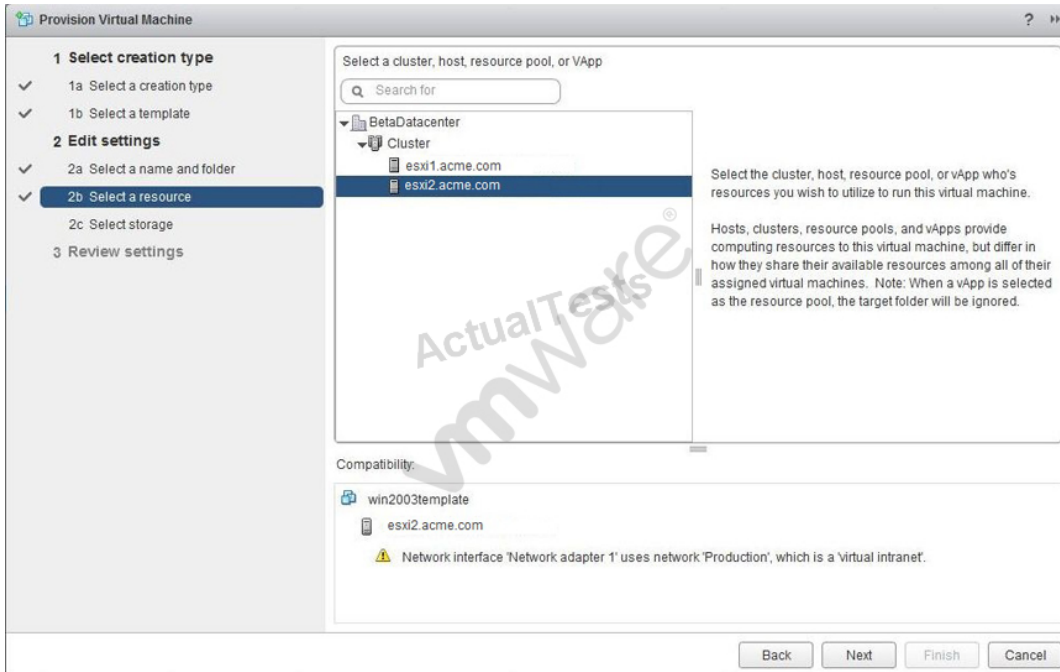 Provision Virtual Machine
?
1 Select creation type
1a Select a creation type
1b Select a template
2 Edit settings
2a Select a name and folder
2b Select a resource
2c Select storage
3 Review settings
Select a cluster, host, resource pool, or VApp
Search for
BetaDatacenter
Cluster
esxi1.acme.com
esxi2.acme.com
Select the cluster, host, resource pool, or vApp who's
resources you wish to utilize to run this virtual machine.
Hosts, clusters, resource pools, and vApps provide
computing resources to this virtual machine, but differ in
how they share their available resources among all of their
assigned virtual machines. Note: When a vApp is selected
as the resource pool, the target folder will be ignored.
ActualTests
vmware®
Compatibility:
win2003template
esxi2.acme.com
Network interface 'Network adapter 1' uses network 'Production', which is a 'virtual intranet'.
Back Next Finish Cancel